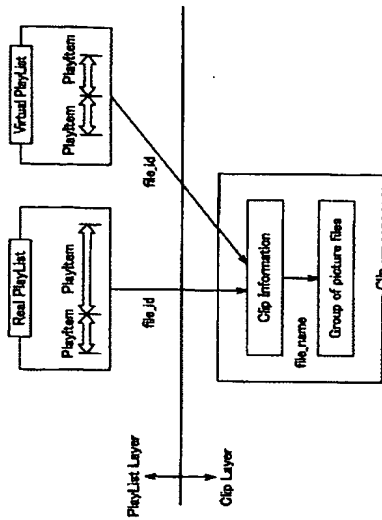 Real PlayList
PlayItem PlayItem
Virtual PlayList
PlayItem PlayItem
PlayList Layer
Clip Layer
file_id
file_id
Clip Information
file_name
Group of picture files